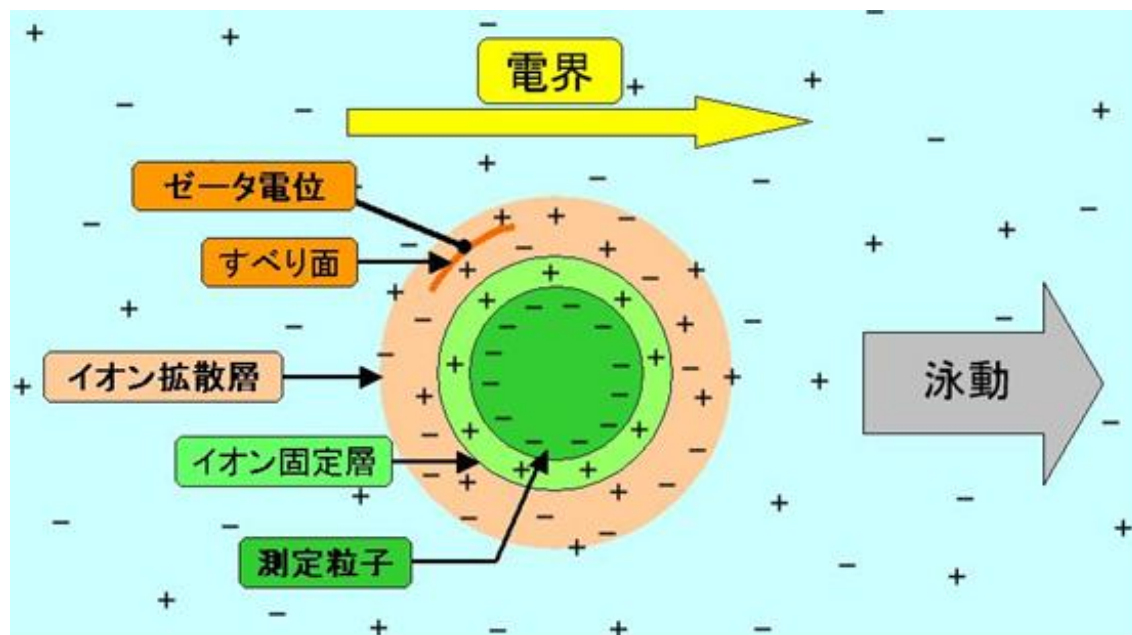 電界
ゼータ電位
すべり面
イオン拡散層
泳動
イオン固定層
測定粒子